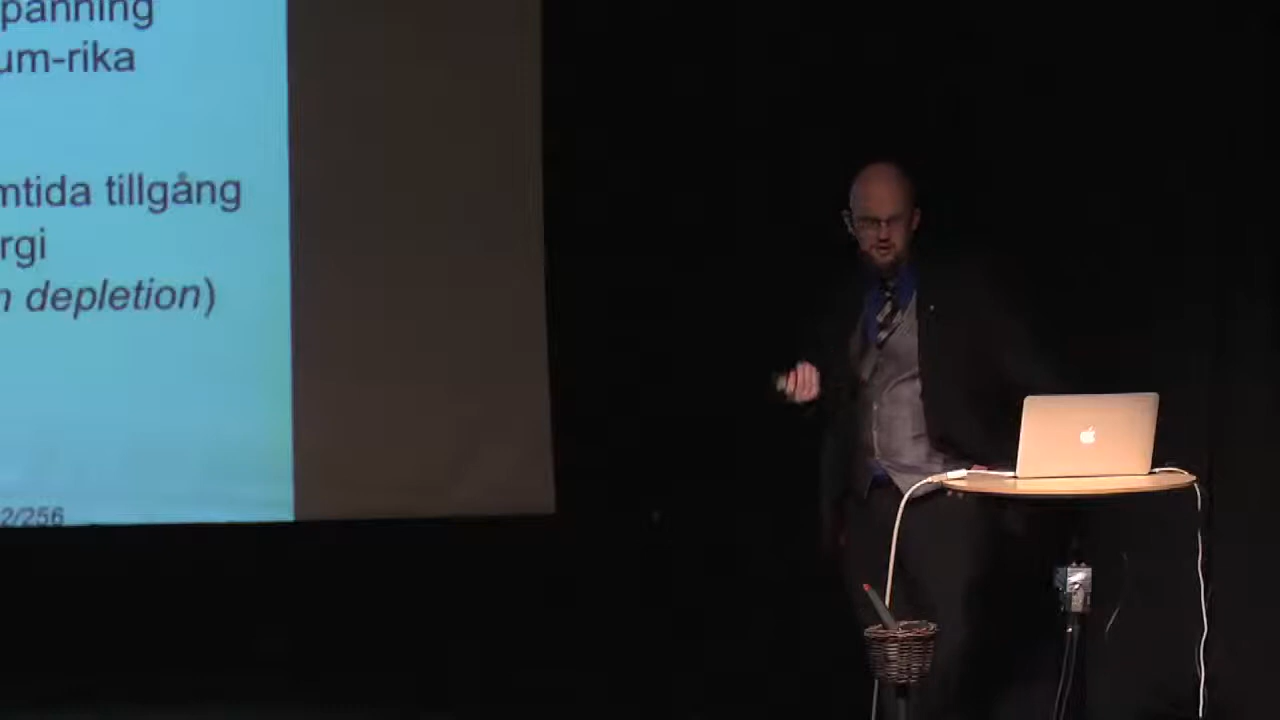 panning
um-rika
mtida tillgång
rgi
n depletion)
2/256